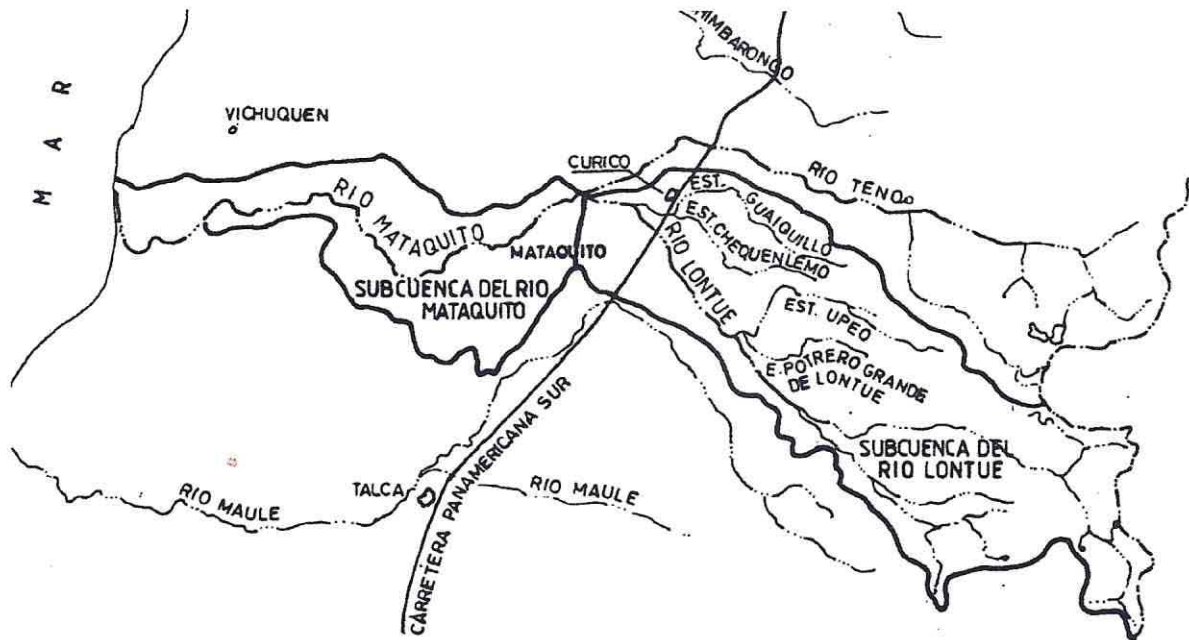 HIMBARONGO
MAR
VICHUQUEN
CURICO
RIO TENO
EST. GUAIQUILLO
RIO MATAQUITO
EST. CHEQUENLEMO
MATAQUITO
RIO LONTUE
SUBCUENCA DEL RIO
MATAQUITO
EST. UPEO
E. POTRERO GRANDE
DE LONTUE
SUBCUENCA DEL
RIO LONTUE
CARRETERA PANAMERICANA SUR
TALCA
RIO MAULE
RIO MAULE